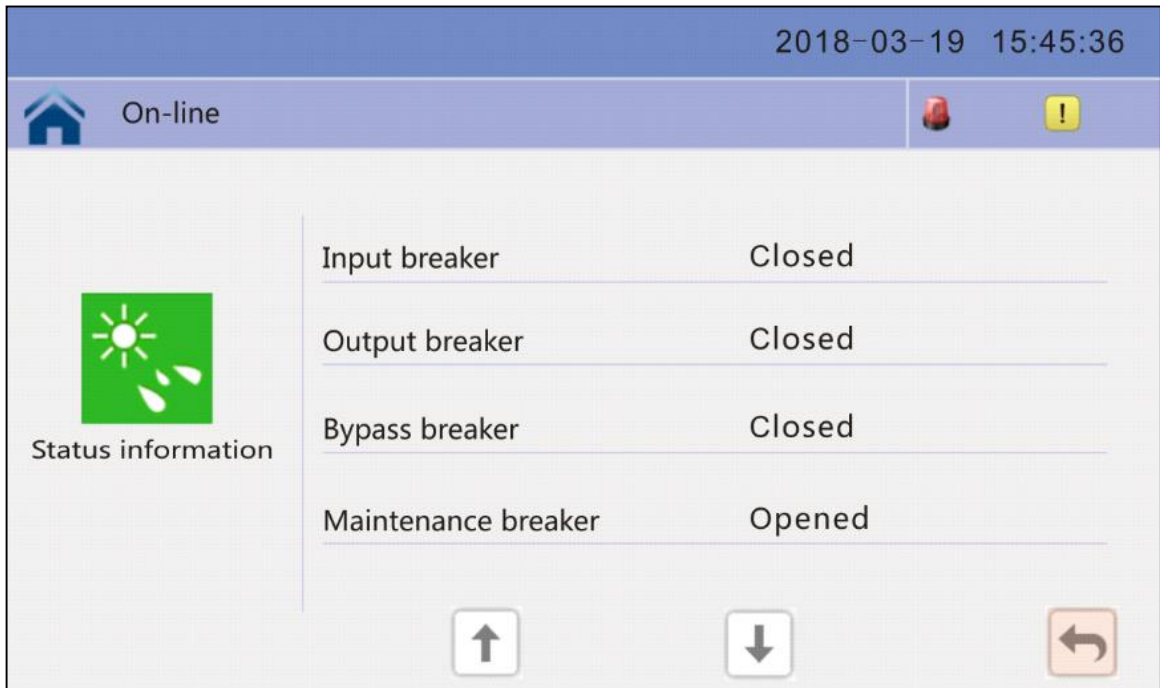 2018-03-19 15:45:36
On-line
!
Input breaker Closed
Output breaker Closed
Bypass breaker Closed
Status information
Maintenance breaker Opened